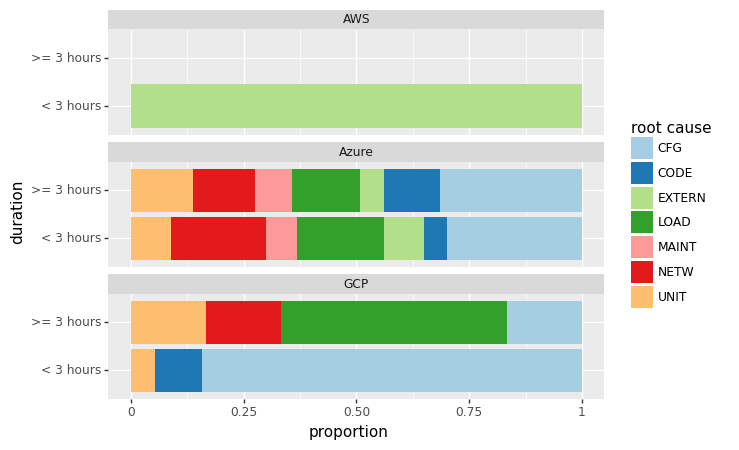 AWS
>= 3 hours
< 3 hours
Azure
>= 3 hours
< 3 hours
GCP
>= 3 hours
< 3 hours
0 0.25 0.50 0.75 1
proportion
duration
root cause
CFG
CODE
EXTERN
LOAD
MAINT
NETW
UNIT